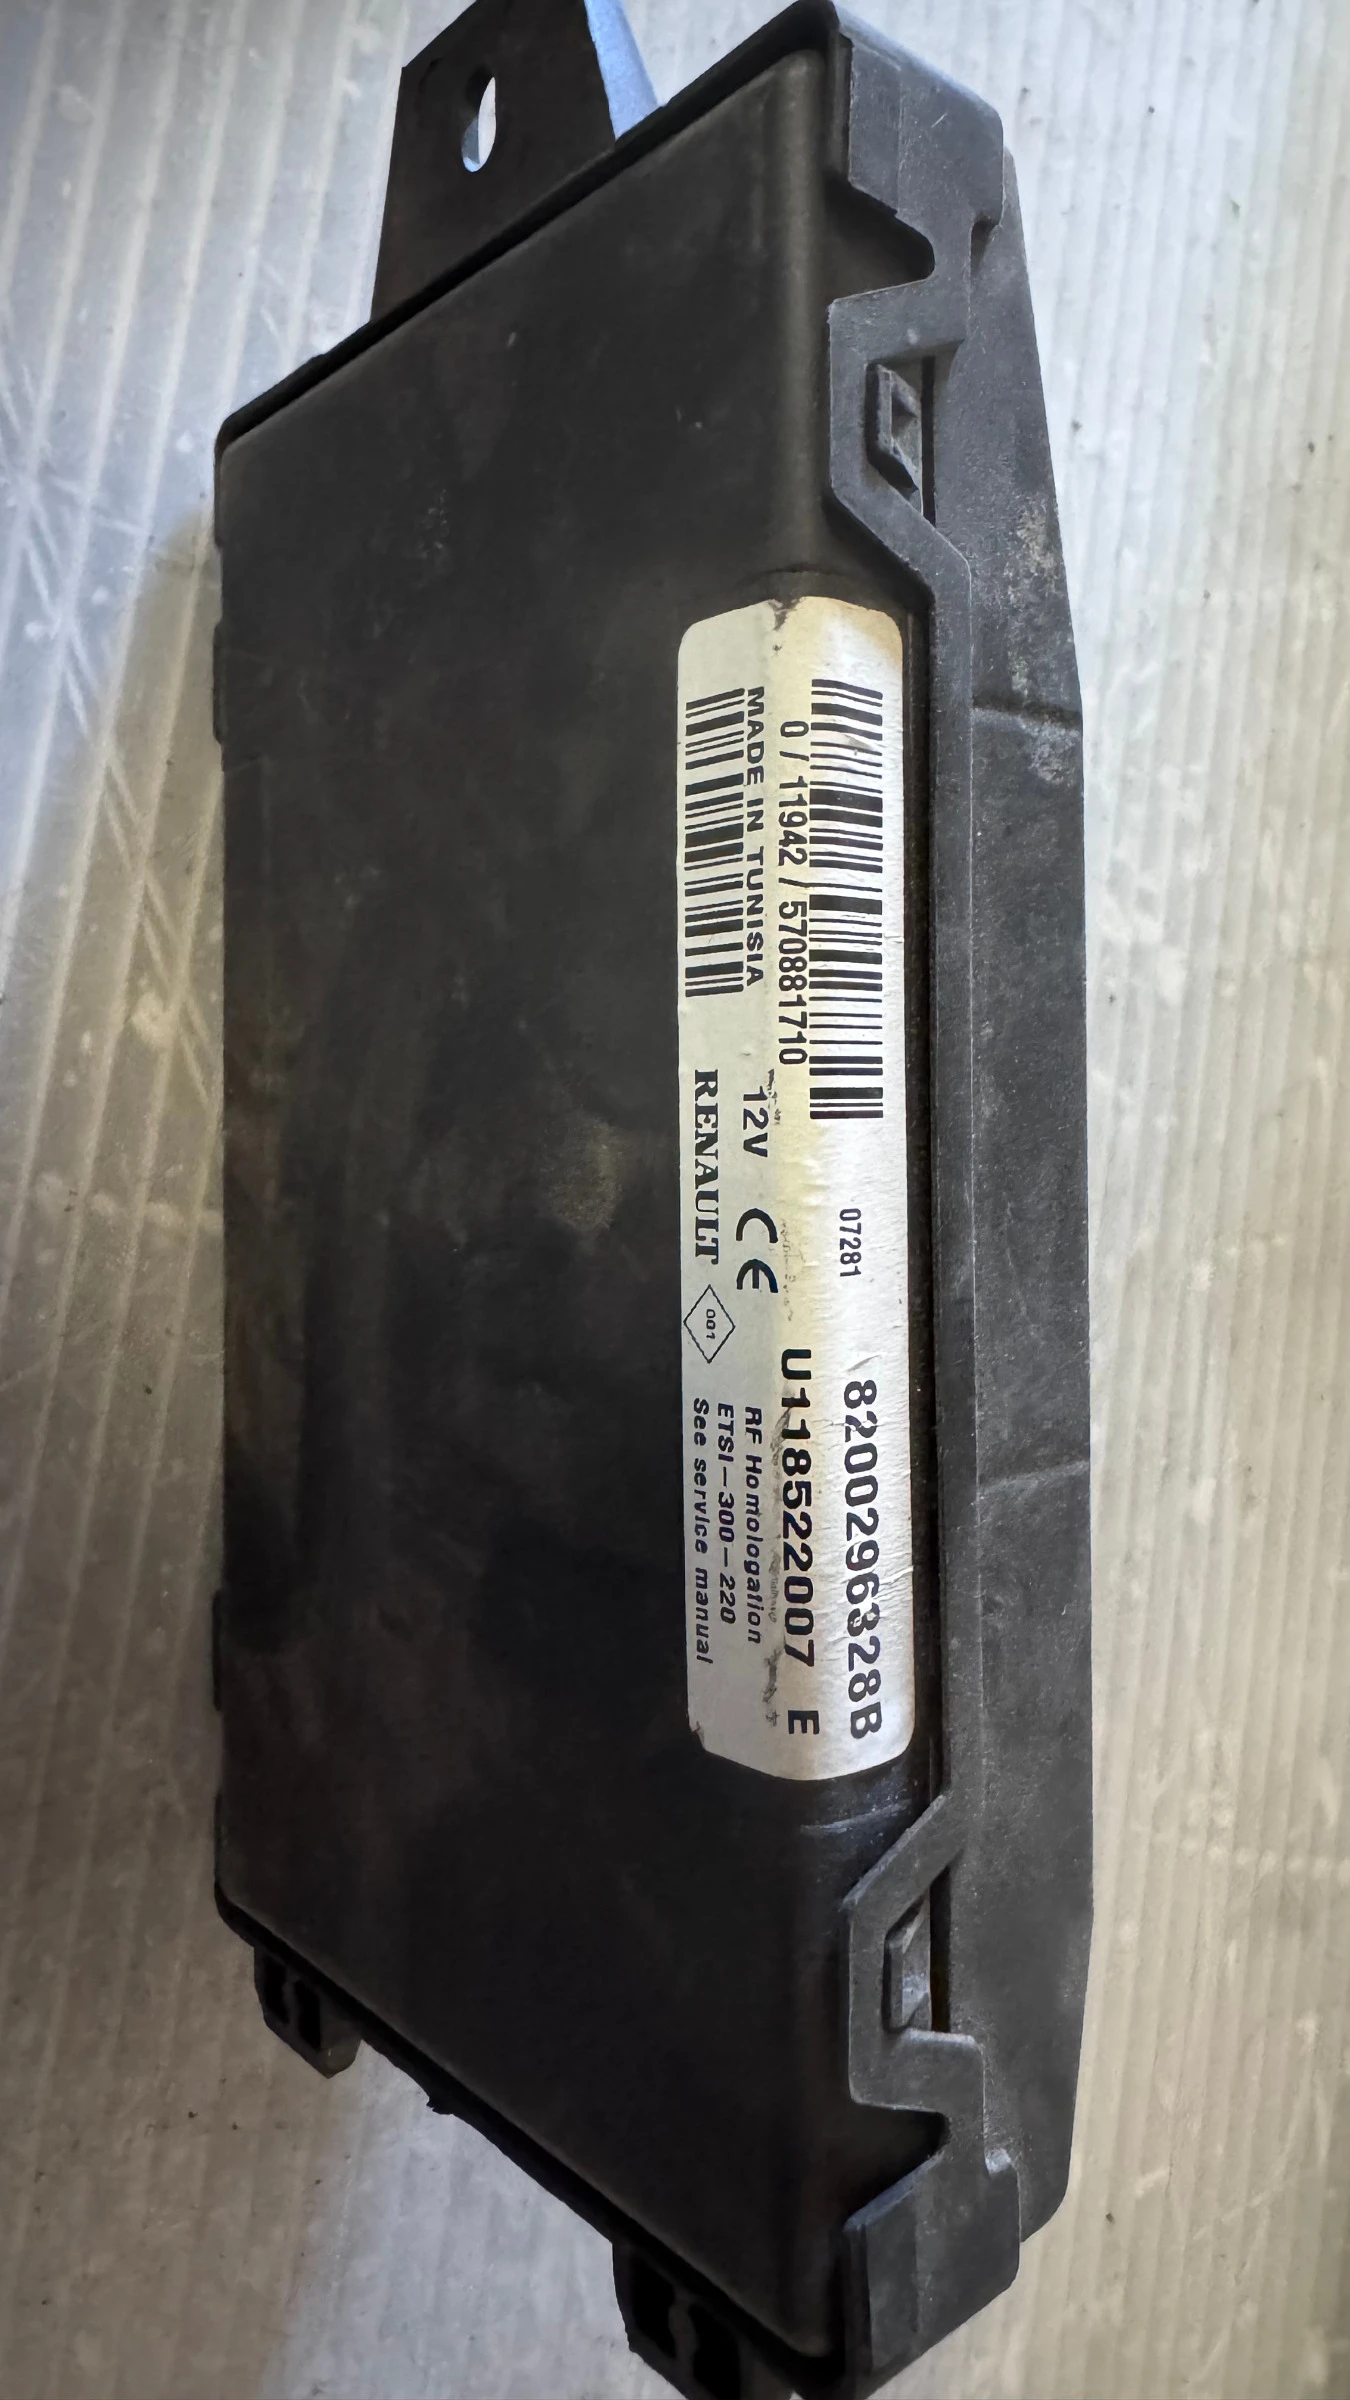 07281 8200296328B
0 / 11942 / 570881710 U118522007 E
MADE IN TUNISIA 12V CE RF Homologation
ETSI-300-220
RENAULT 001 See service manual